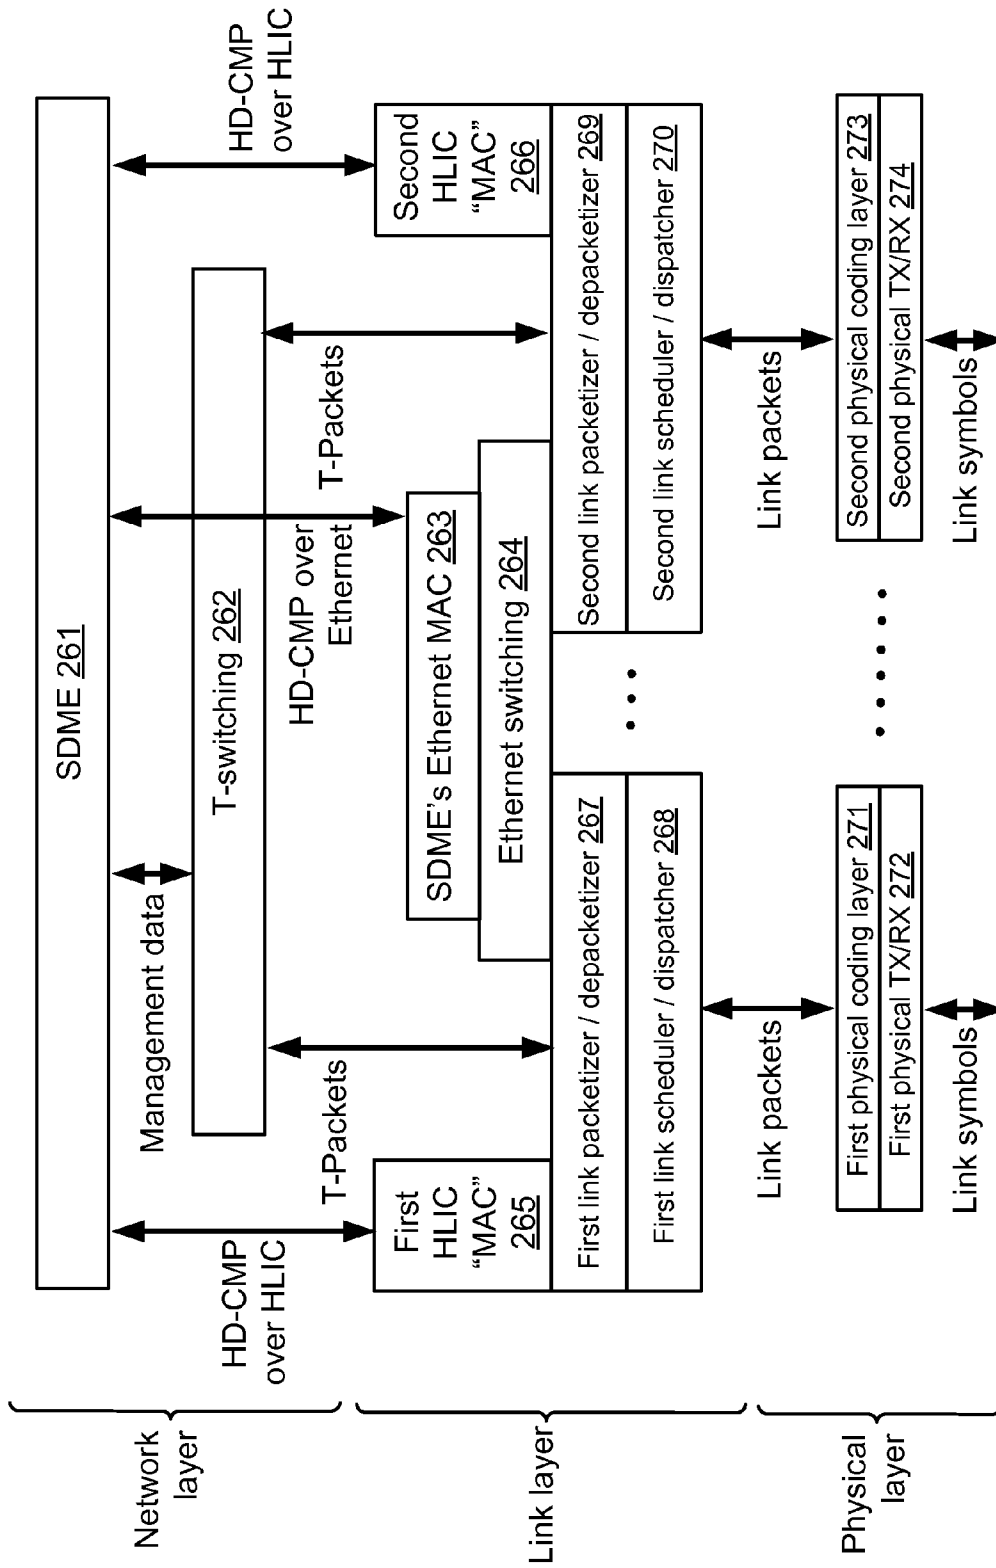 Network
layer
Link layer
Physical
layer
SDME 261
HD-CMP
over HLIC
Management data
HD-CMP
over HLIC
T-switching 262
T-Packets
HD-CMP over
Ethernet
T-Packets
First
HLIC
“MAC”
265
SDME’s Ethernet MAC 263
Ethernet switching 264
Second
HLIC
“MAC”
266
First link packetizer / depacketizer 267
First link scheduler / dispatcher 268
Second link packetizer / depacketizer 269
Second link scheduler / dispatcher 270
Link packets
Link packets
First physical coding layer 271
First physical TX/RX 272
Second physical coding layer 273
Second physical TX/RX 274
Link symbols
Link symbols